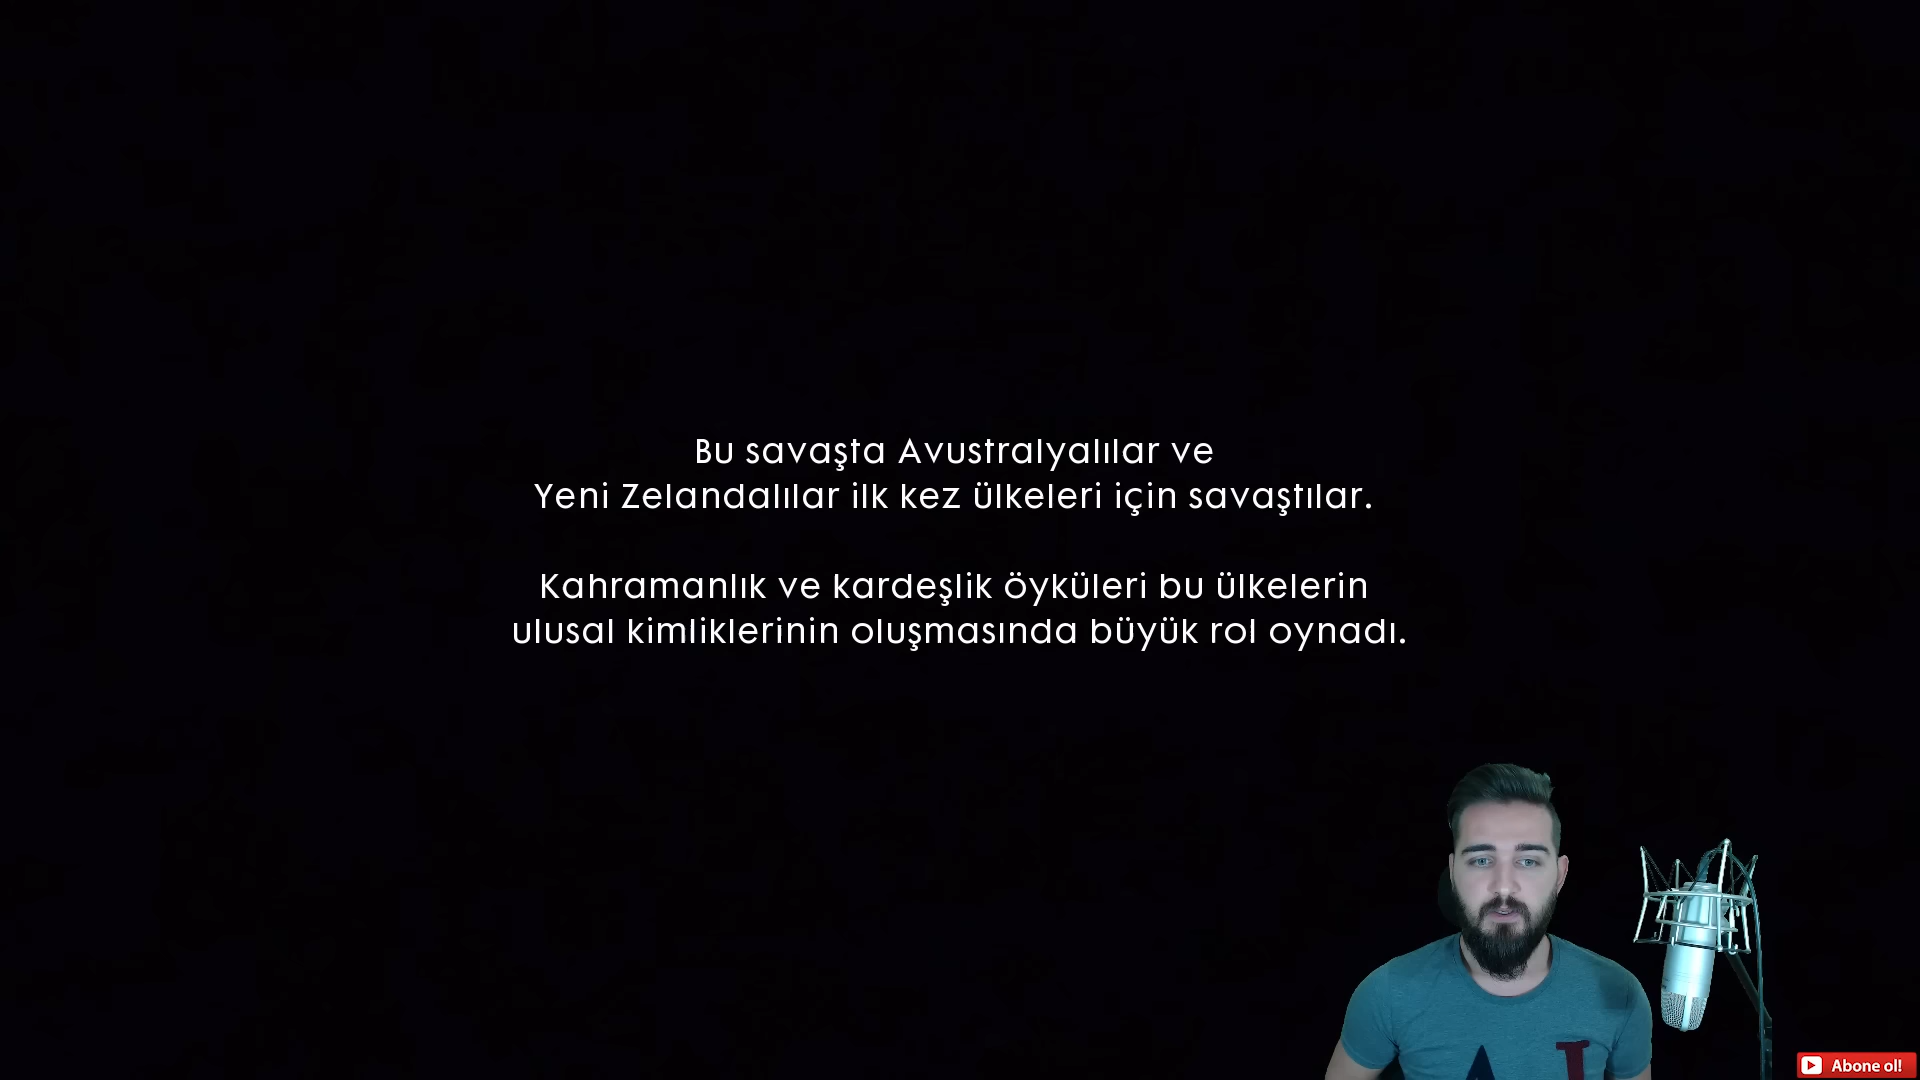 Bu savaşta Avustralyalılar ve
Yeni Zelandalılar ilk kez ülkeleri için savaştılar.
Kahramanlık ve kardeşlik öyküleri bu ülkelerin
ulusal kimliklerinin oluşmasında büyük rol oynadı.
Abone ol!